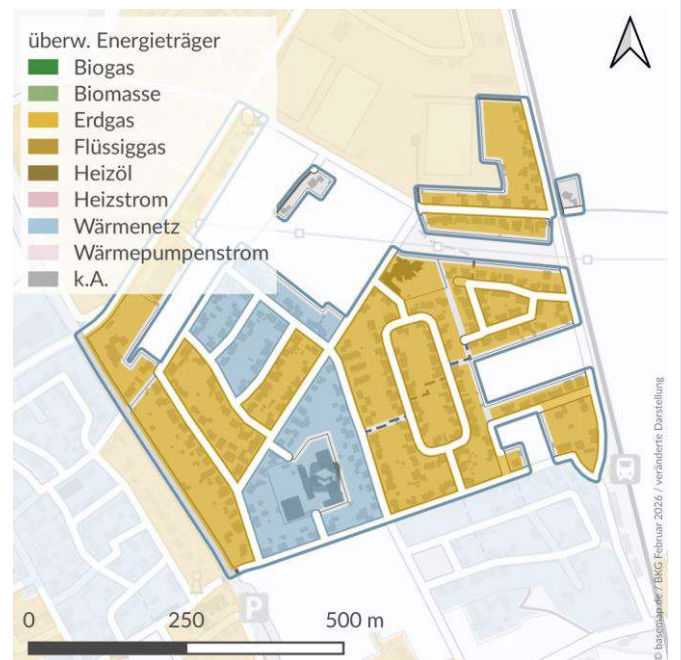 überw. Energieträger
Biogas
Biomasse
Erdgas
Flüssiggas
Heizöl
Heizstrom
Wärmenetz
Wärmepumpenstrom
k.A.
P
0 250 500 m
© basemap.de / BKG Februar 2026 / veränderte Darstellung